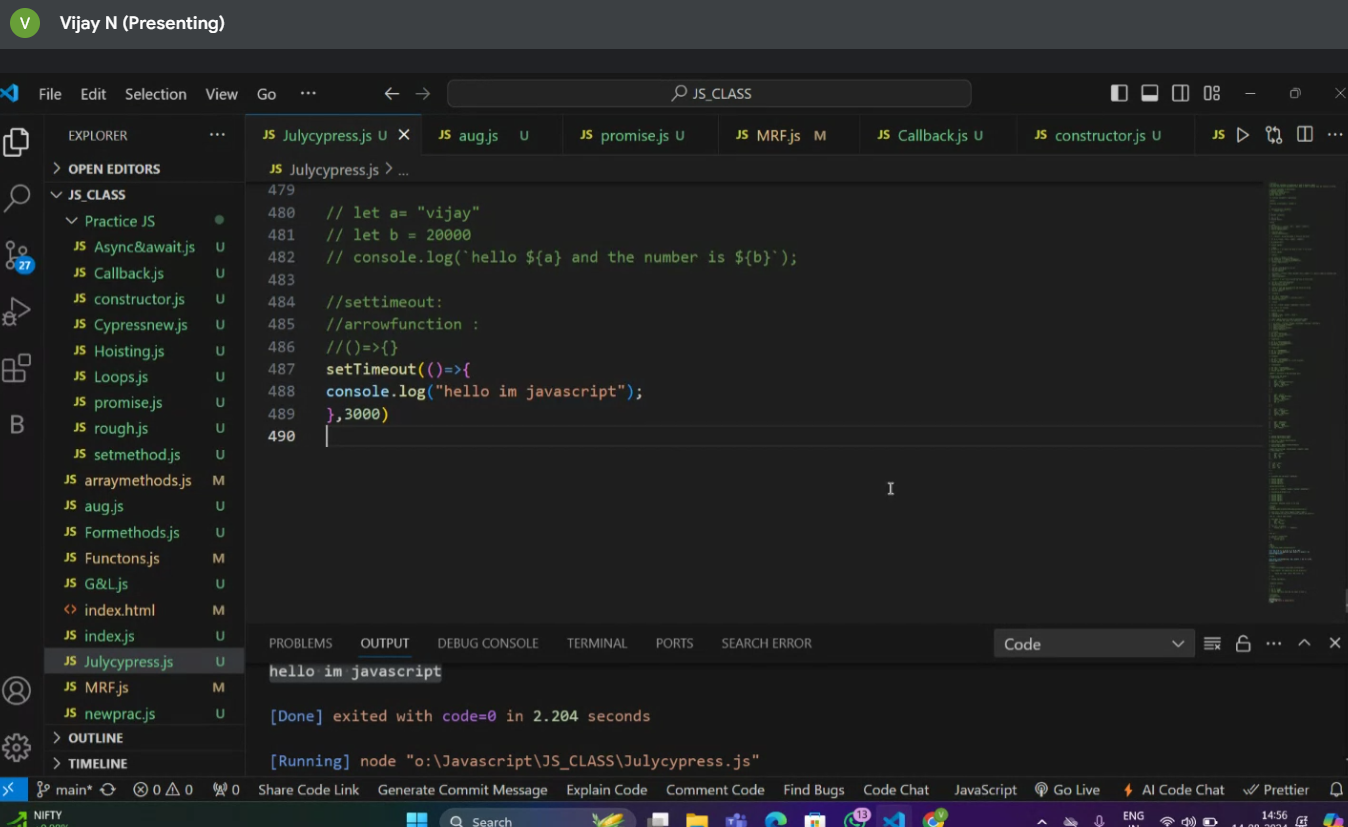 V Vijay N (Presenting)
File Edit Selection View Go ... JS_CLASS
EXPLORER ...
JS Julycypress.js U JS aug.js U JS promise.js U JS MRF.js M JS Callback.js U JS constructor.js U JS ...
OPEN EDITORS
JS Julycypress.js > ...
JS_CLASS
Practice JS
JS Async&await.js U
JS Callback.js U
JS constructor.js U
JS Cypressnew.js U
JS Hoisting.js U
JS Loops.js U
JS promise.js U
JS rough.js U
JS setmethod.js U
JS arraymethods.js M
JS aug.js U
JS Formethods.js U
JS Functons.js M
JS G&L.js U
<> index.html M
JS index.js U
JS Julycypress.js U
JS MRF.js M
JS newprac.js U
OUTLINE
TIMELINE
27
B
479
480 // let a= "vijay"
481 // let b = 20000
482 // console.log(`hello ${a} and the number is ${b}`);
483
484 //settimeout:
485 //arrowfunction :
486 //()=>{}
487 setTimeout(()=>{
488 console.log("hello im javascript");
489 },3000)
490
PROBLEMS OUTPUT DEBUG CONSOLE TERMINAL PORTS SEARCH ERROR Code ...
hello im javascript
[Done] exited with code=0 in 2.204 seconds
[Running] node "o:\Javascript\JS_CLASS\Julycypress.js"
main* 0 0 0 Share Code Link Generate Commit Message Explain Code Comment Code Find Bugs Code Chat JavaScript Go Live AI Code Chat Prettier
NIFTY
Search
13
V
ENG
14:56